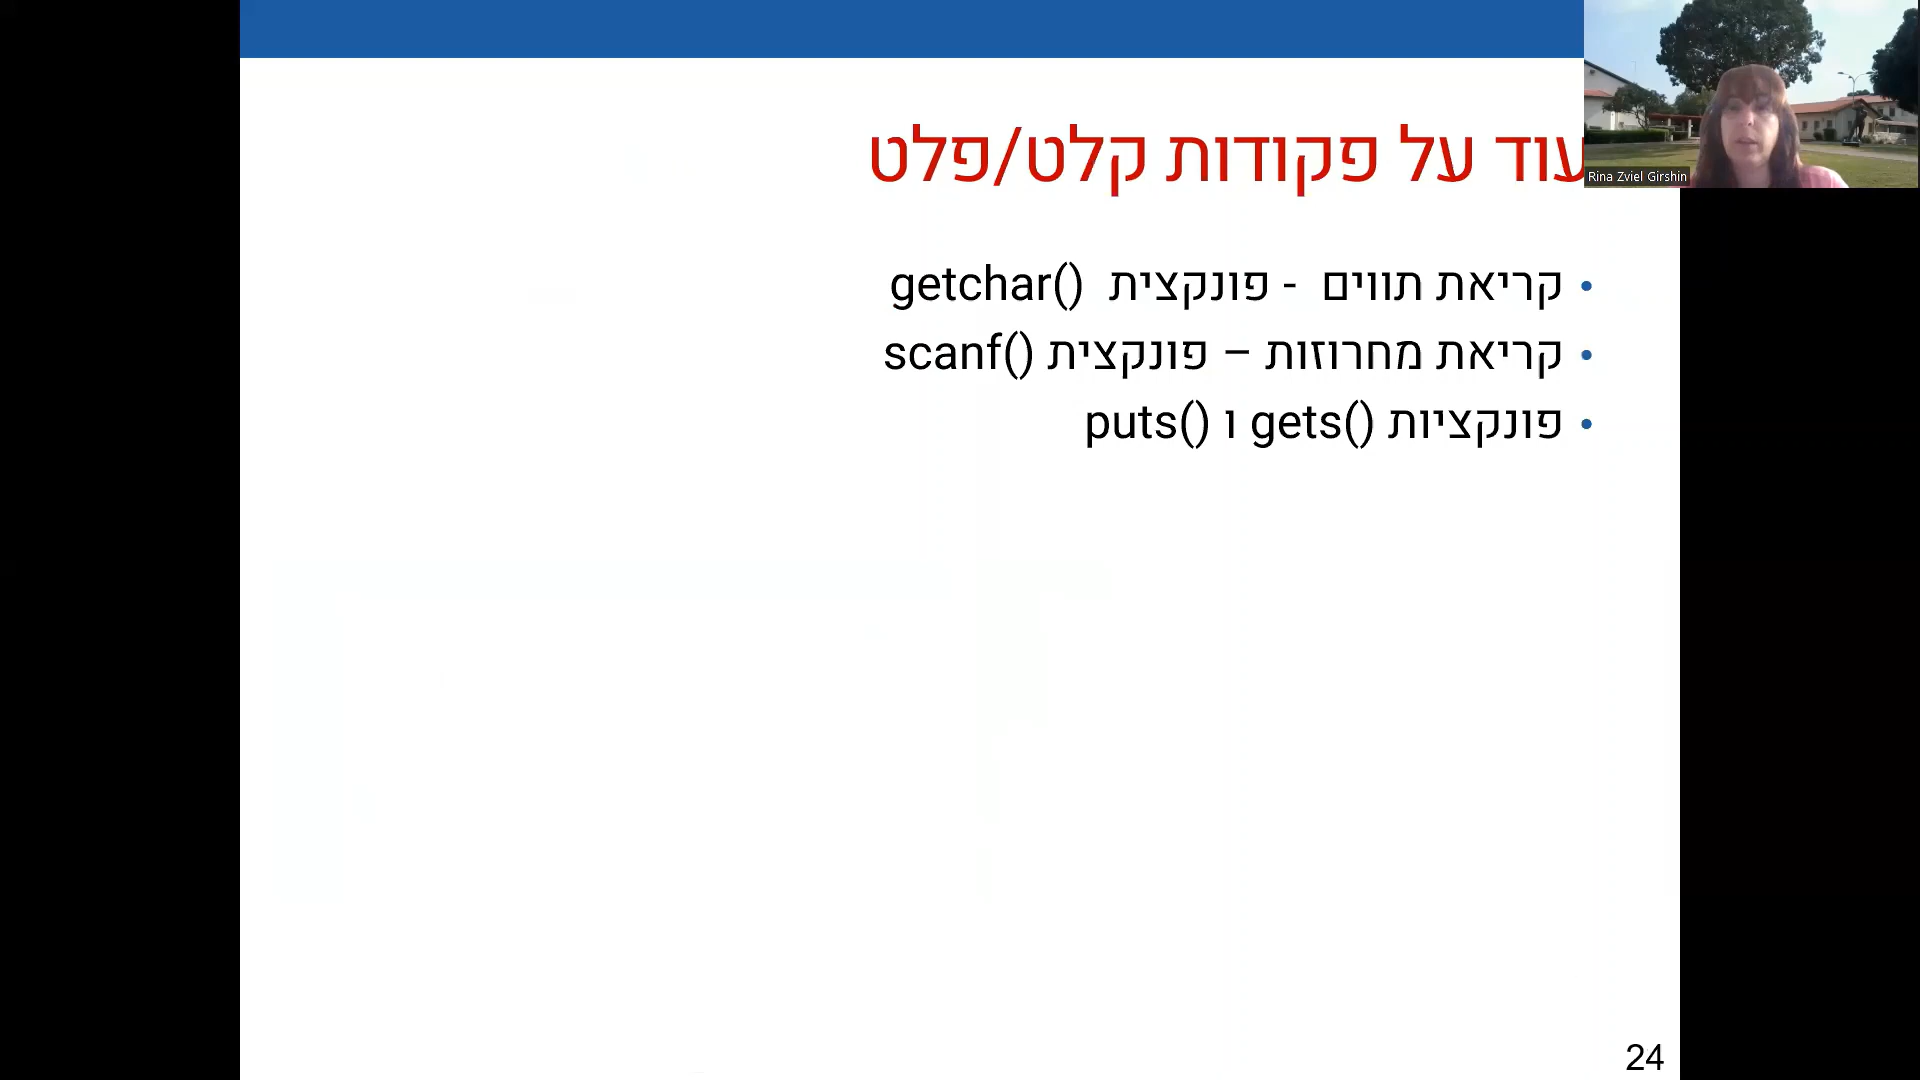 עוד על פקודות קלט/פלט
Rina Zviel Girshin
• קריאת תווים - פונקצית getchar()
• קריאת מחרוזות – פונקצית scanf()
• פונקציות gets() ו puts()
24